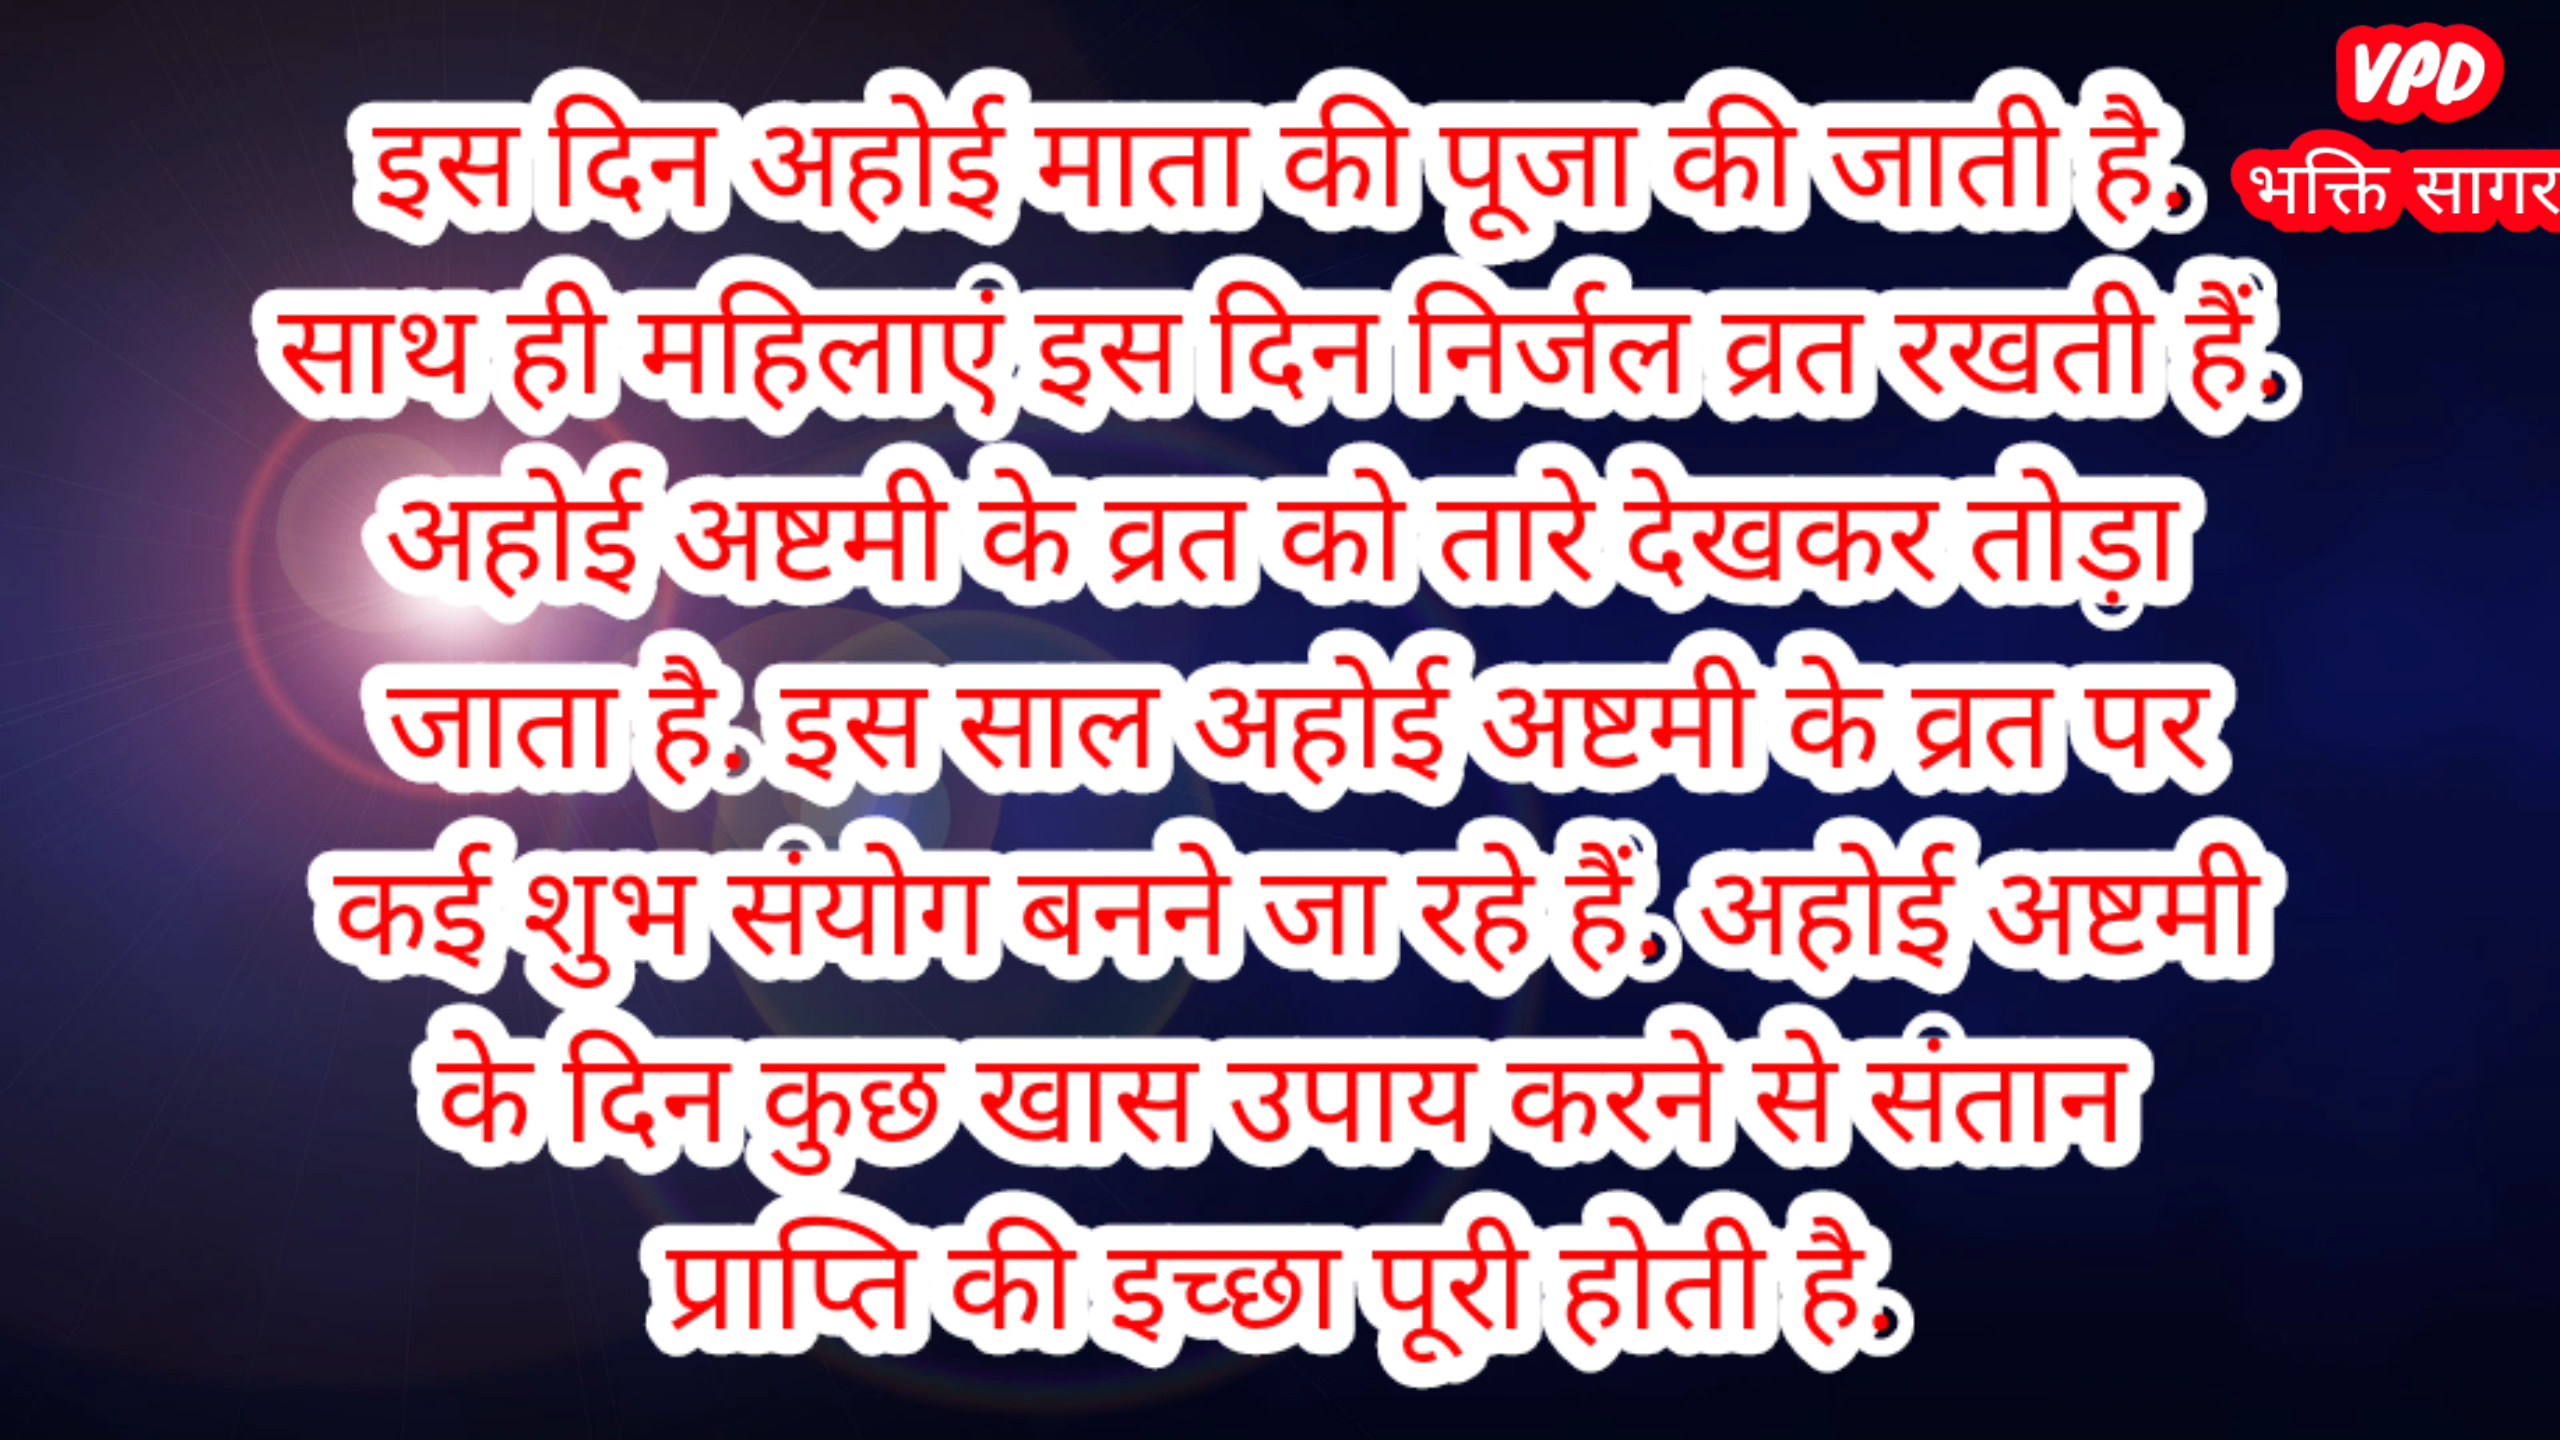 इस दिन अहोई माता की पूजा की जाती है.
साथ ही महिलाएं इस दिन निर्जल व्रत रखती हैं.
अहोई अष्टमी के व्रत को तारे देखकर तोड़ा
जाता है. इस साल अहोई अष्टमी के व्रत पर
कई शुभ संयोग बनने जा रहे हैं. अहोई अष्टमी
के दिन कुछ खास उपाय करने से संतान
प्राप्ति की इच्छा पूरी होती है.
VPD
भक्ति सागर